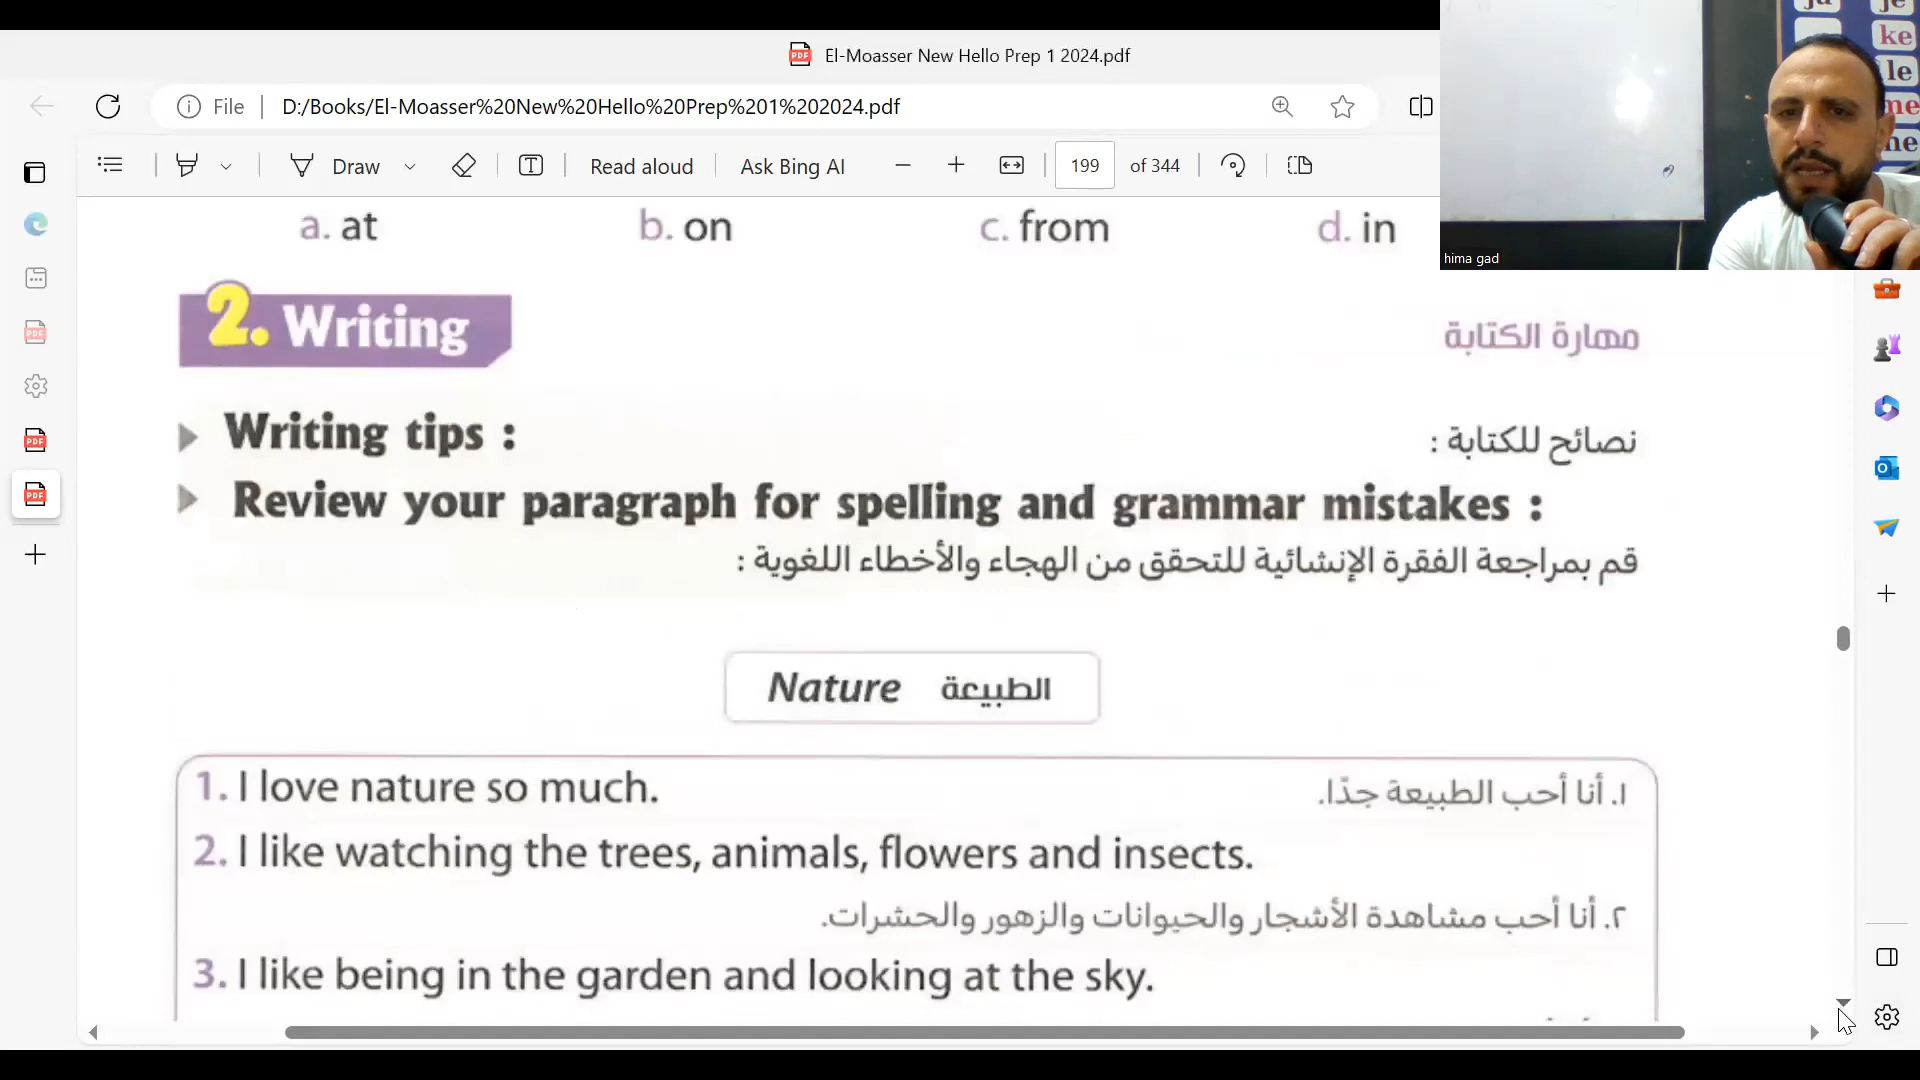 El-Moasser New Hello Prep 1 2024.pdf
File D:/Books/El-Moasser%20New%20Hello%20Prep%201%202024.pdf
Draw Read aloud Ask Bing AI 199 of 344
ke
le
me
ne
hima gad
a. at b. on c. from d. in
2. Writing مهارة الكتابة
Writing tips : نصائح للكتابة :
Review your paragraph for spelling and grammar mistakes :
قم بمراجعة الفقرة الإنشائية للتحقق من الهجاء والأخطاء اللغوية :
Nature الطبيعة
1. I love nature so much. ١. أنا أحب الطبيعة جدًا.
2. I like watching the trees, animals, flowers and insects.
٢. أنا أحب مشاهدة الأشجار والحيوانات والزهور والحشرات.
3. I like being in the garden and looking at the sky.